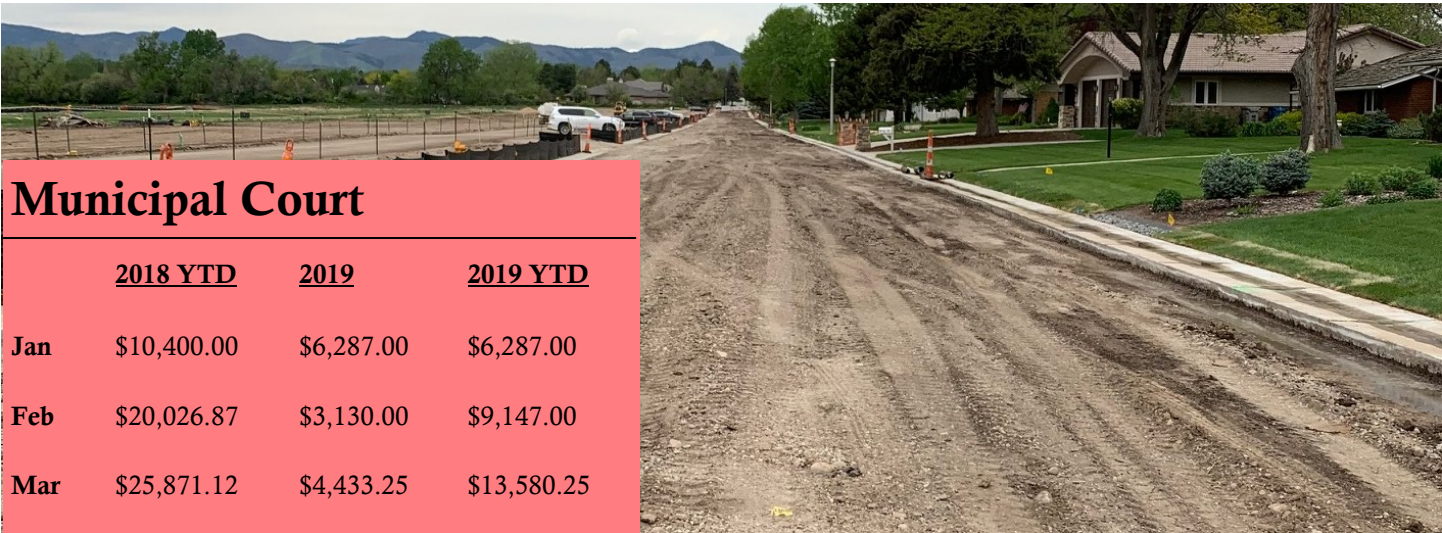 Municipal Court
2018 YTD 2019 2019 YTD
Jan $10,400.00 $6,287.00 $6,287.00
Feb $20,026.87 $3,130.00 $9,147.00
Mar $25,871.12 $4,433.25 $13,580.25